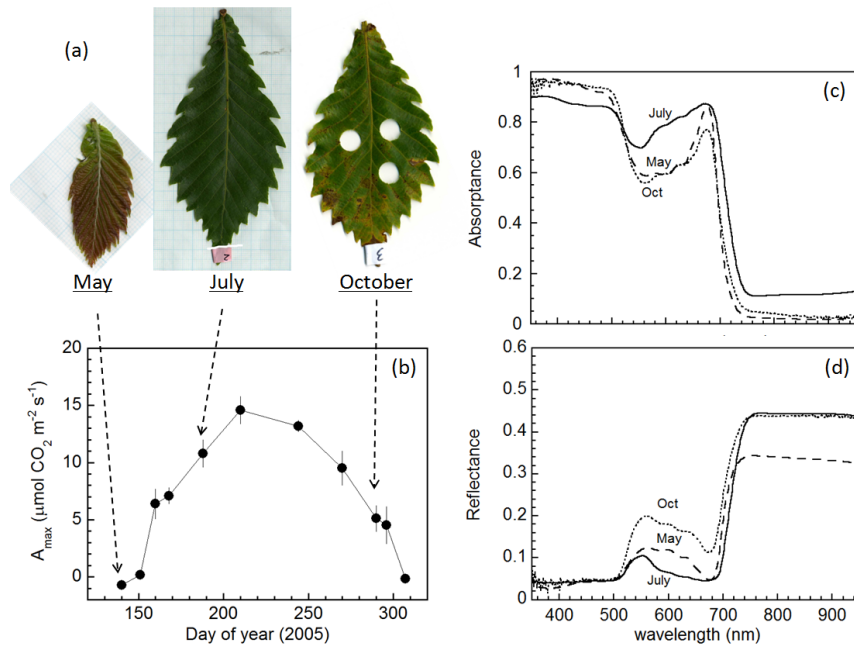 (a)
2
3
May
July
October
(b)
20
15
10
5
0
A_max (μmol CO₂ m⁻² s⁻¹)
150
200
250
300
Day of year (2005)
(c)
1
0.8
0.6
0.4
0.2
0
Absorptance
July
May
Oct
(d)
0.6
0.5
0.4
0.3
0.2
0.1
0
Reflectance
Oct
May
July
400
500
600
700
800
900
wavelength (nm)